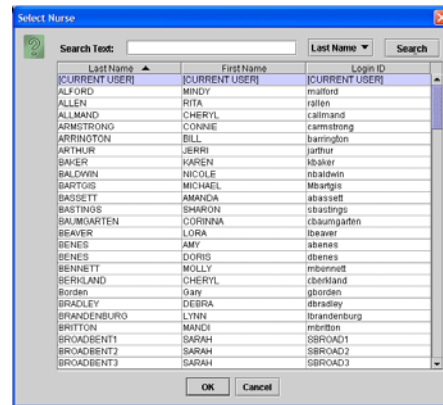 Select Nurse
Search Text: Last Name Search
Last Name First Name Login ID
[CURRENT USER] [CURRENT USER] [CURRENT USER]
ALFORD MINDY malford
ALLEN RITA rallen
ALLMAND CHERYL callmand
ARMSTRONG CONNIE carmstrong
ARRINGTON BILL barrington
ARTHUR JERRI jarthur
BAKER KAREN kbaker
BALDWIN NICOLE nbaldwin
BARTGIS MICHAEL Mbartgis
BASSETT AMANDA abassett
BASTINGS SHARON sbastings
BAUMGARTEN CORINNA cbaumgarten
BEAVER LORA lbeaver
BENES AMY abenes
BENES DORIS dbenes
BENNETT MOLLY mbennett
BERKLAND CHERYL cberkland
Borden Gary gborden
BRADLEY DEBRA dbradley
BRANDENBURG LYNN lbrandenburg
BRITTON MANDI mbritton
BROADBENT1 SARAH SBROAD1
BROADBENT2 SARAH SBROAD2
BROADBENT3 SARAH SBROAD3
OK Cancel